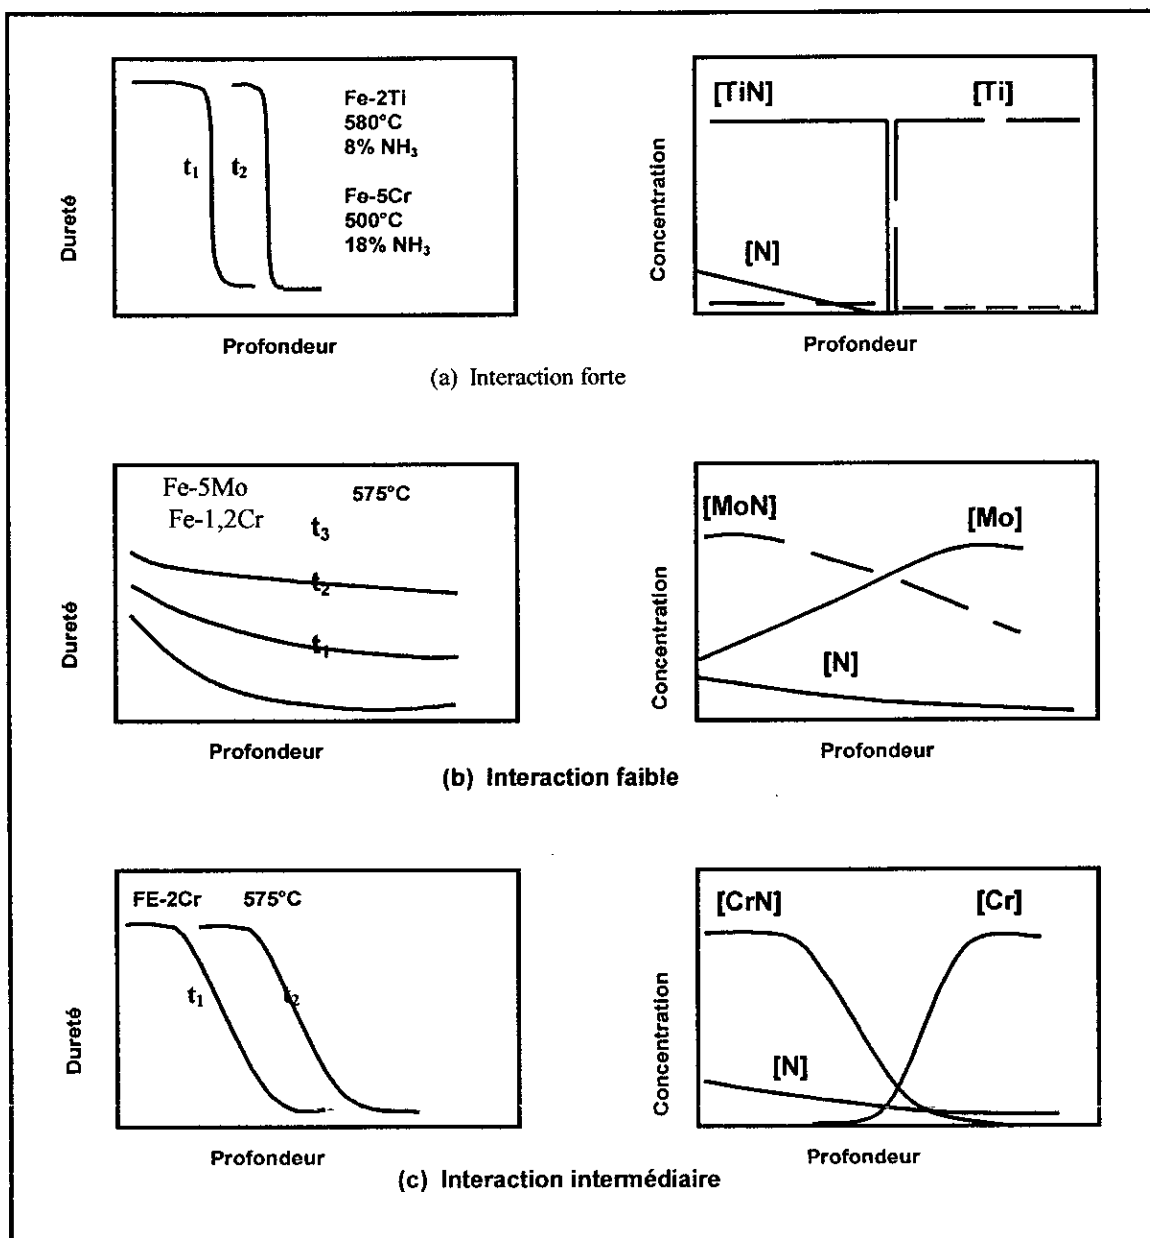 Fe-2Ti
580°C
8% NH₃
t₁
t₂
Fe-5Cr
500°C
18% NH₃
Dureté
Profondeur
[TiN]
[Ti]
[N]
Concentration
Profondeur
(a) Interaction forte
Fe-5Mo
575°C
Fe-1,2Cr
t₃
t₂
t₁
Dureté
Profondeur
[MoN]
[Mo]
[N]
Concentration
Profondeur
(b) Interaction faible
FE-2Cr
575°C
t₁
t₂
Dureté
Profondeur
[CrN]
[Cr]
[N]
Concentration
Profondeur
(c) Interaction intermédiaire